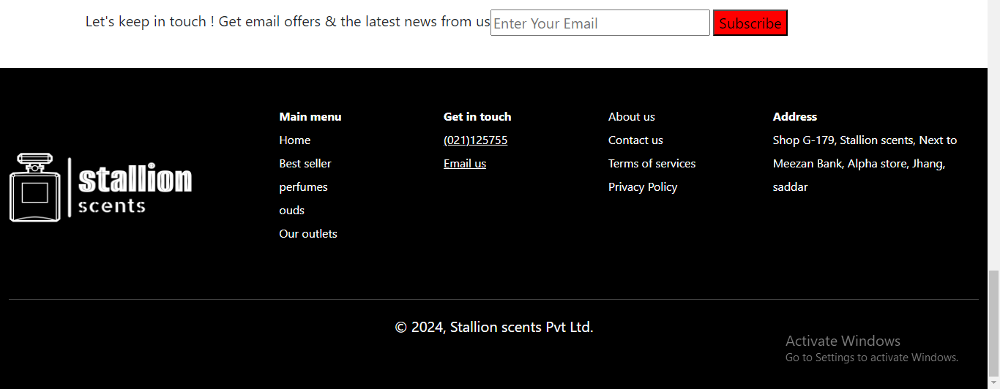 Let's keep in touch ! Get email offers & the latest news from us Enter Your Email Subscribe
stallion
scents
Main menu
Home
Best seller
perfumes
ouds
Our outlets
Get in touch
(021)125755
Email us
About us
Contact us
Terms of services
Privacy Policy
Address
Shop G-179, Stallion scents, Next to
Meezan Bank, Alpha store, Jhang,
saddar
© 2024, Stallion scents Pvt Ltd.
Activate Windows
Go to Settings to activate Windows.